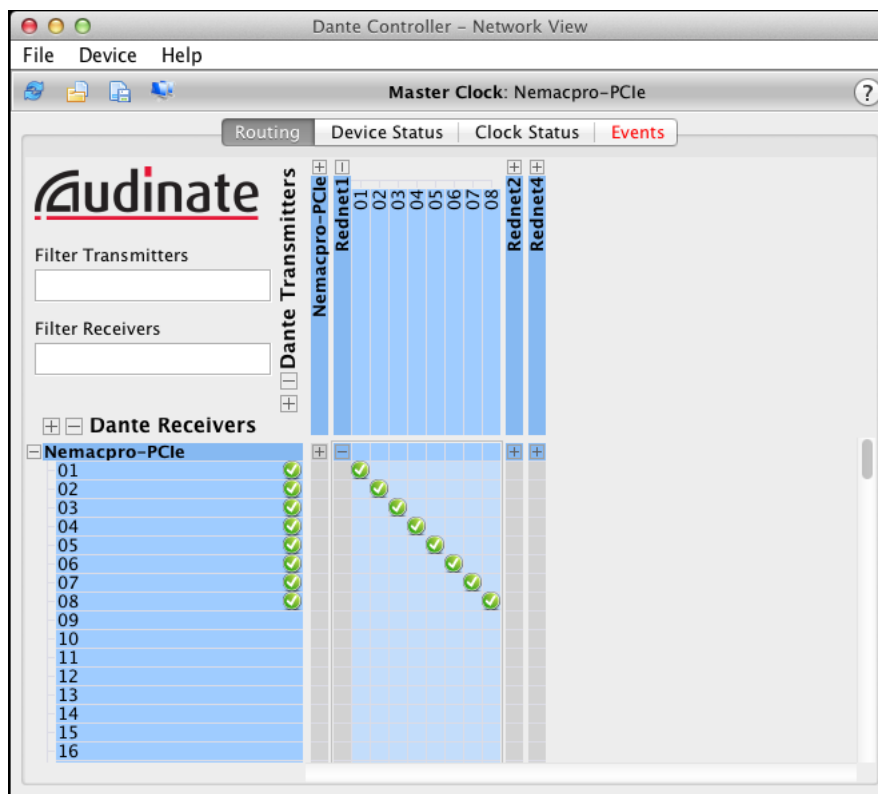 Dante Controller – Network View
File Device Help
Master Clock: Nemacpro-PCIe
?
Routing Device Status Clock Status Events
Audinate
Filter Transmitters
Filter Receivers
Dante Transmitters
Nemacpro-PCIe
Rednet1
01 02 03 04 05 06 07 08
Rednet2
Rednet4
Dante Receivers
Nemacpro-PCIe
01
02
03
04
05
06
07
08
09
10
11
12
13
14
15
16